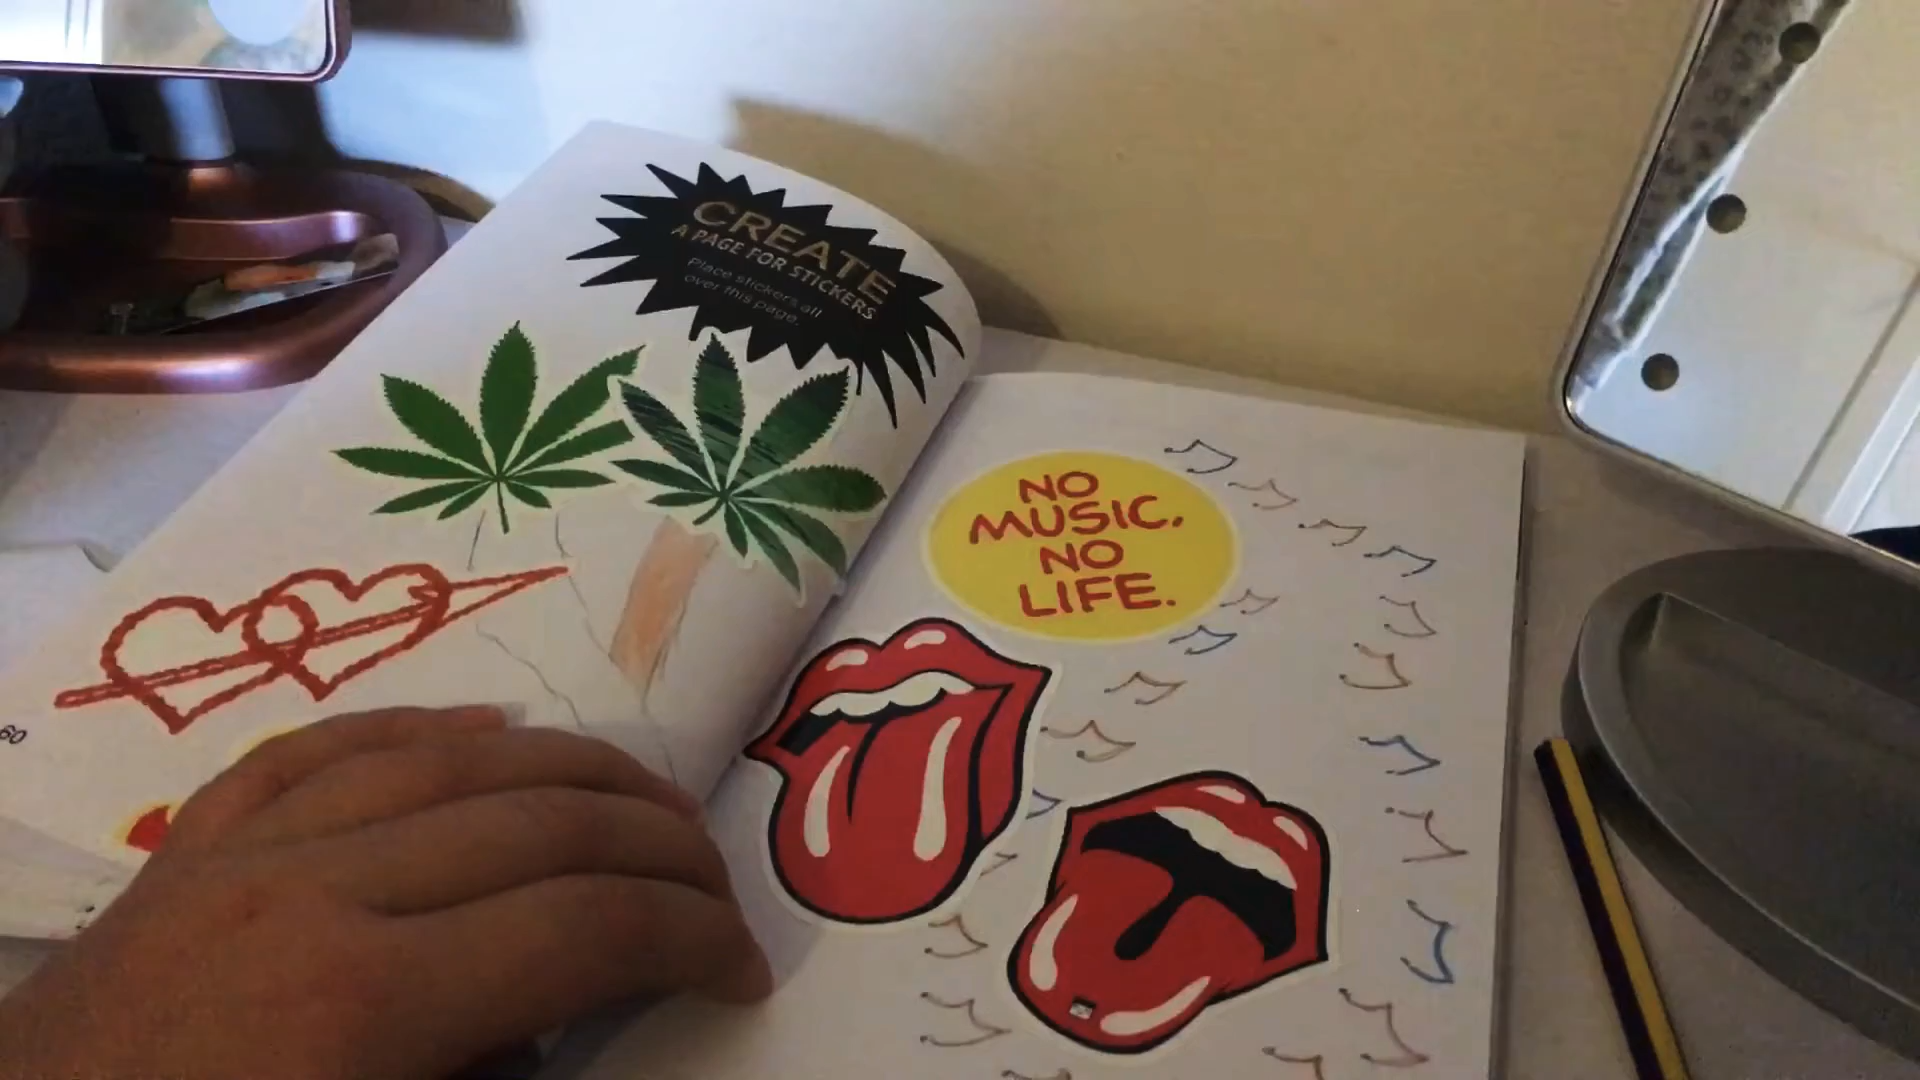 CREATE
A PAGE FOR STICKERS
Place stickers all
over this page.
NO
MUSIC.
NO
LIFE.
60